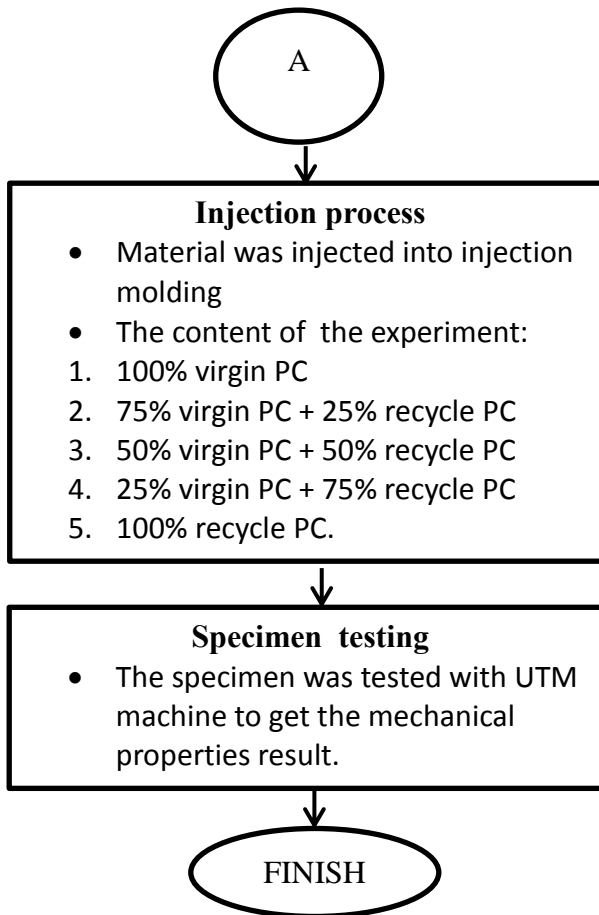 A
Injection process
• Material was injected into injection
molding
• The content of the experiment:
1. 100% virgin PC
2. 75% virgin PC + 25% recycle PC
3. 50% virgin PC + 50% recycle PC
4. 25% virgin PC + 75% recycle PC
5. 100% recycle PC.
Specimen testing
• The specimen was tested with UTM
machine to get the mechanical
properties result.
FINISH